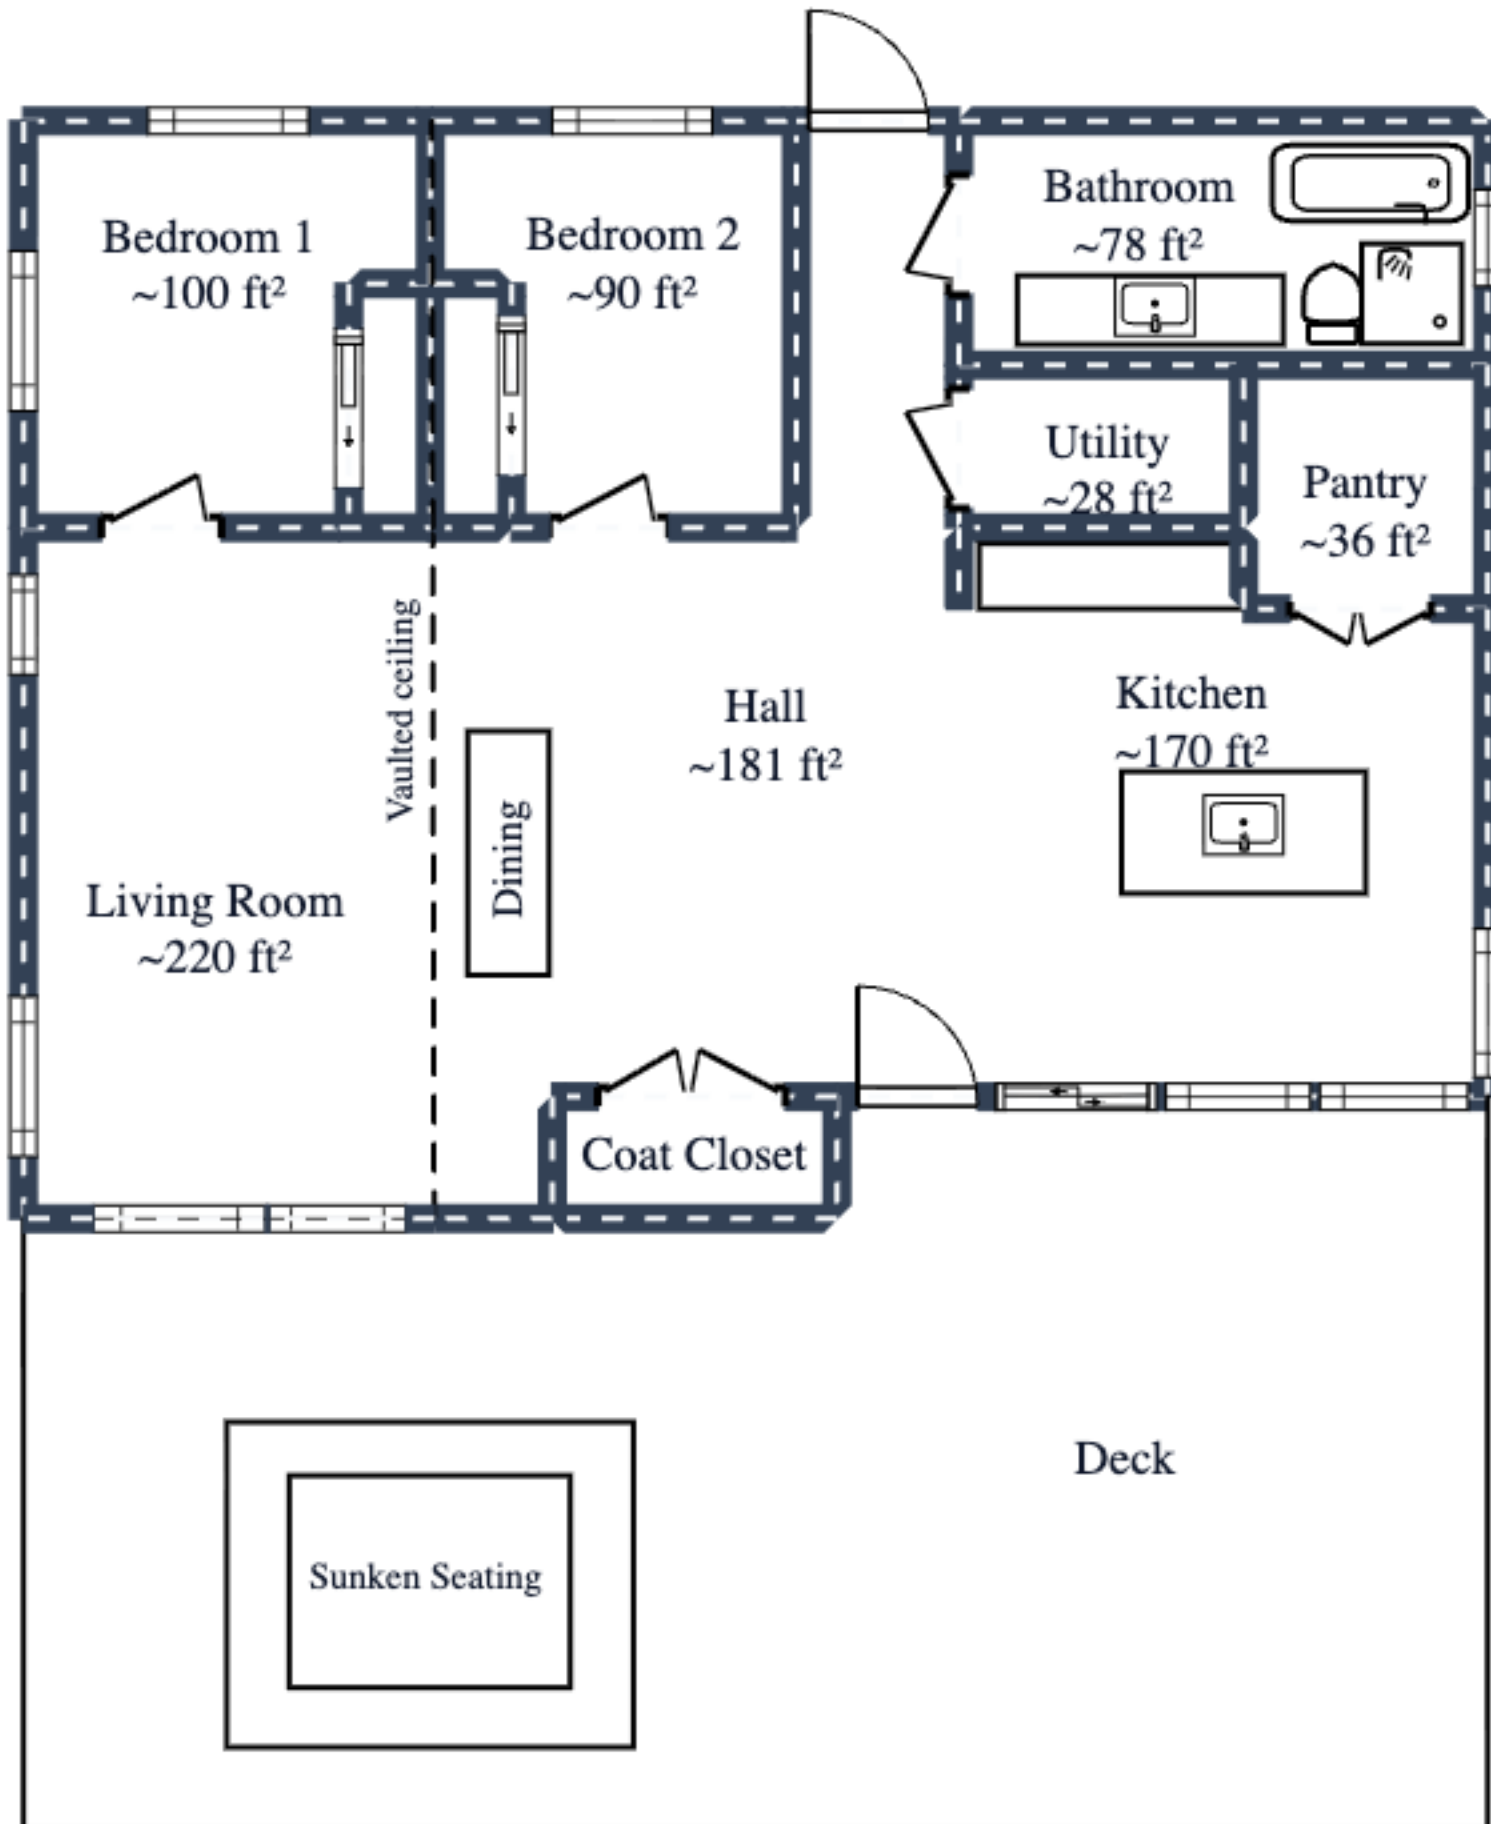 Bedroom 1
~100 ft²
Bedroom 2
~90 ft²
Bathroom
~78 ft²
Utility
~28 ft²
Pantry
~36 ft²
Vaulted ceiling
Hall
~181 ft²
Kitchen
~170 ft²
Dining
Living Room
~220 ft²
Coat Closet
Deck
Sunken Seating